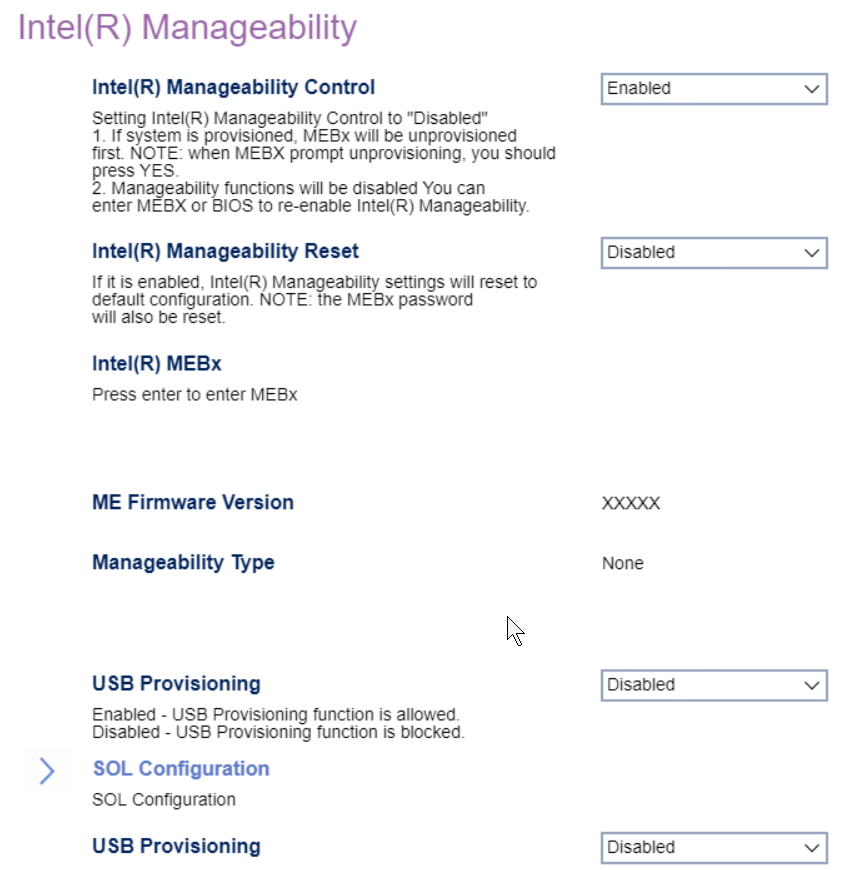 Intel(R) Manageability
Intel(R) Manageability Control
Enabled
Setting Intel(R) Manageability Control to "Disabled"
1. If system is provisioned, MEBx will be unprovisioned
first. NOTE: when MEBX prompt unprovisioning, you should
press YES.
2. Manageability functions will be disabled You can
enter MEBX or BIOS to re-enable Intel(R) Manageability.
Intel(R) Manageability Reset
Disabled
If it is enabled, Intel(R) Manageability settings will reset to
default configuration. NOTE: the MEBx password
will also be reset.
Intel(R) MEBx
Press enter to enter MEBx
ME Firmware Version
XXXXX
Manageability Type
None
USB Provisioning
Disabled
Enabled - USB Provisioning function is allowed.
Disabled - USB Provisioning function is blocked.
SOL Configuration
SOL Configuration
USB Provisioning
Disabled